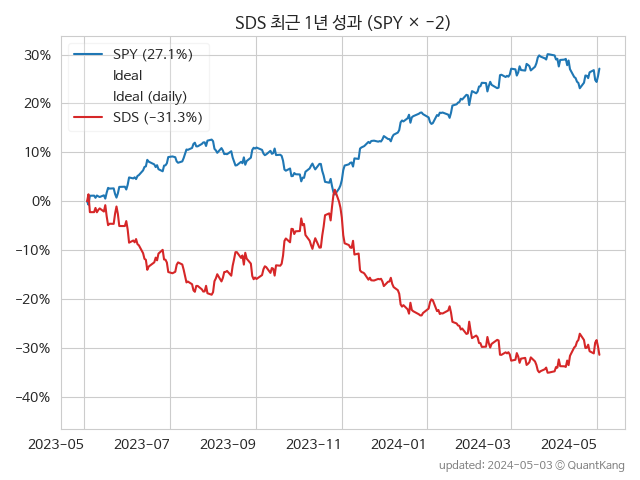 SDS 최근 1년 성과 (SPY × −2)
SPY (27.1%)
Ideal
Ideal (daily)
SDS (−31.3%)
30%
20%
10%
0%
−10%
−20%
−30%
−40%
2023-05 2023-07 2023-09 2023-11 2024-01 2024-03 2024-05
updated: 2024-05-03 © QuantKang